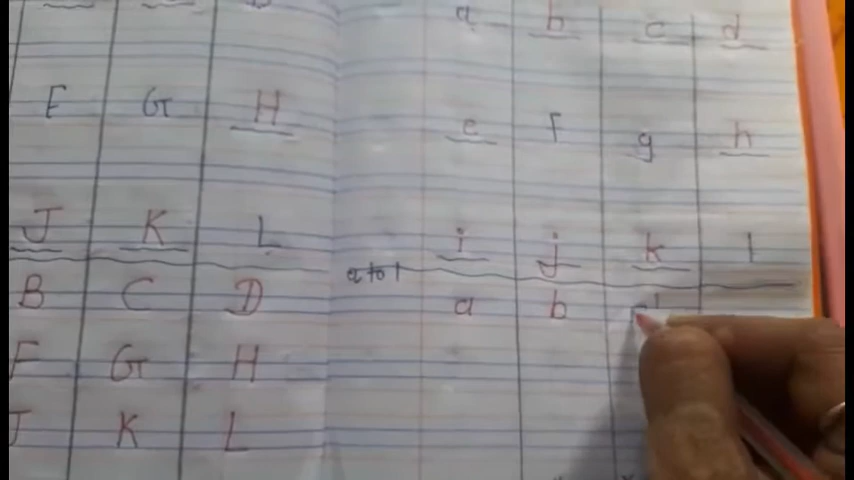 a b c d
E G H
e f g h
J K L
i j k l
a to l
B C D
a b
F G H
J K L